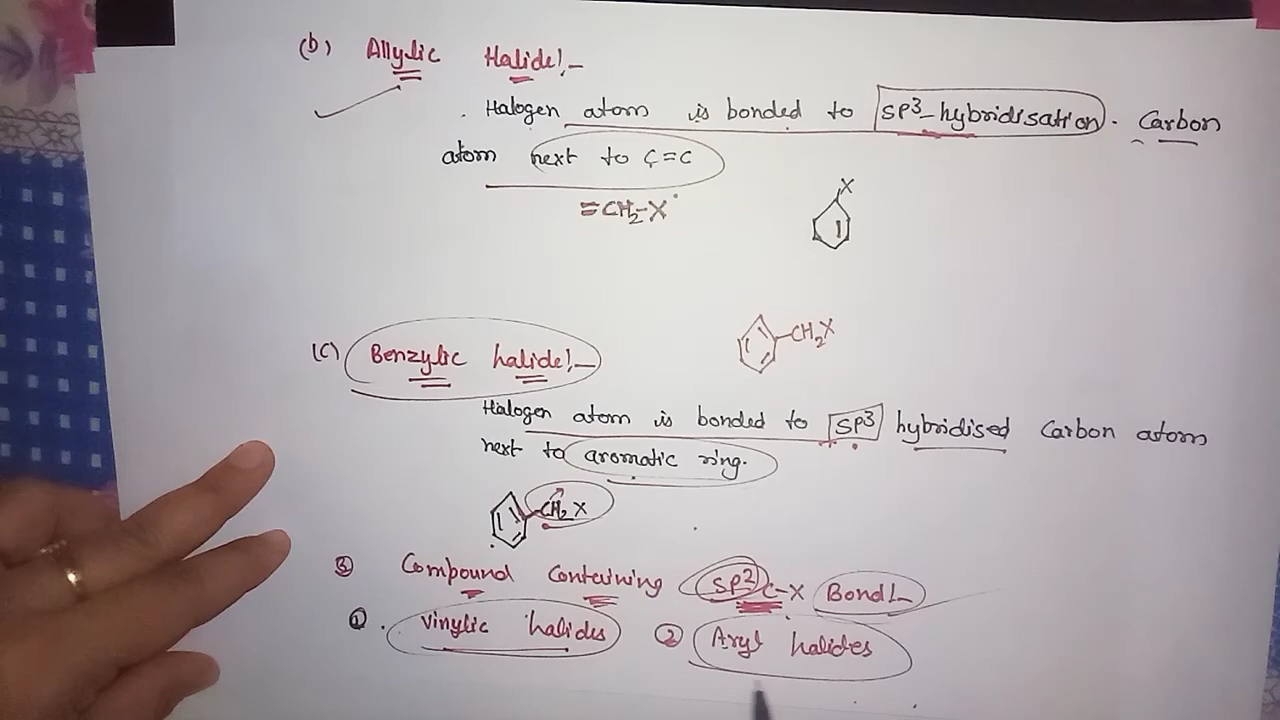 (b) Allylic Halide!-
. Halogen atom is bonded to SP³-hybridisation. Carbon
atom next to C=C
=CH₂-X
X
(C) Benzylic halide!-
CH₂X
Halogen atom is bonded to SP³ hybridised Carbon atom
next to aromatic ring.
CH₂X
③ Compound Containing SP² C-X Bond!-
①. Vinylic halides ② Aryl halides